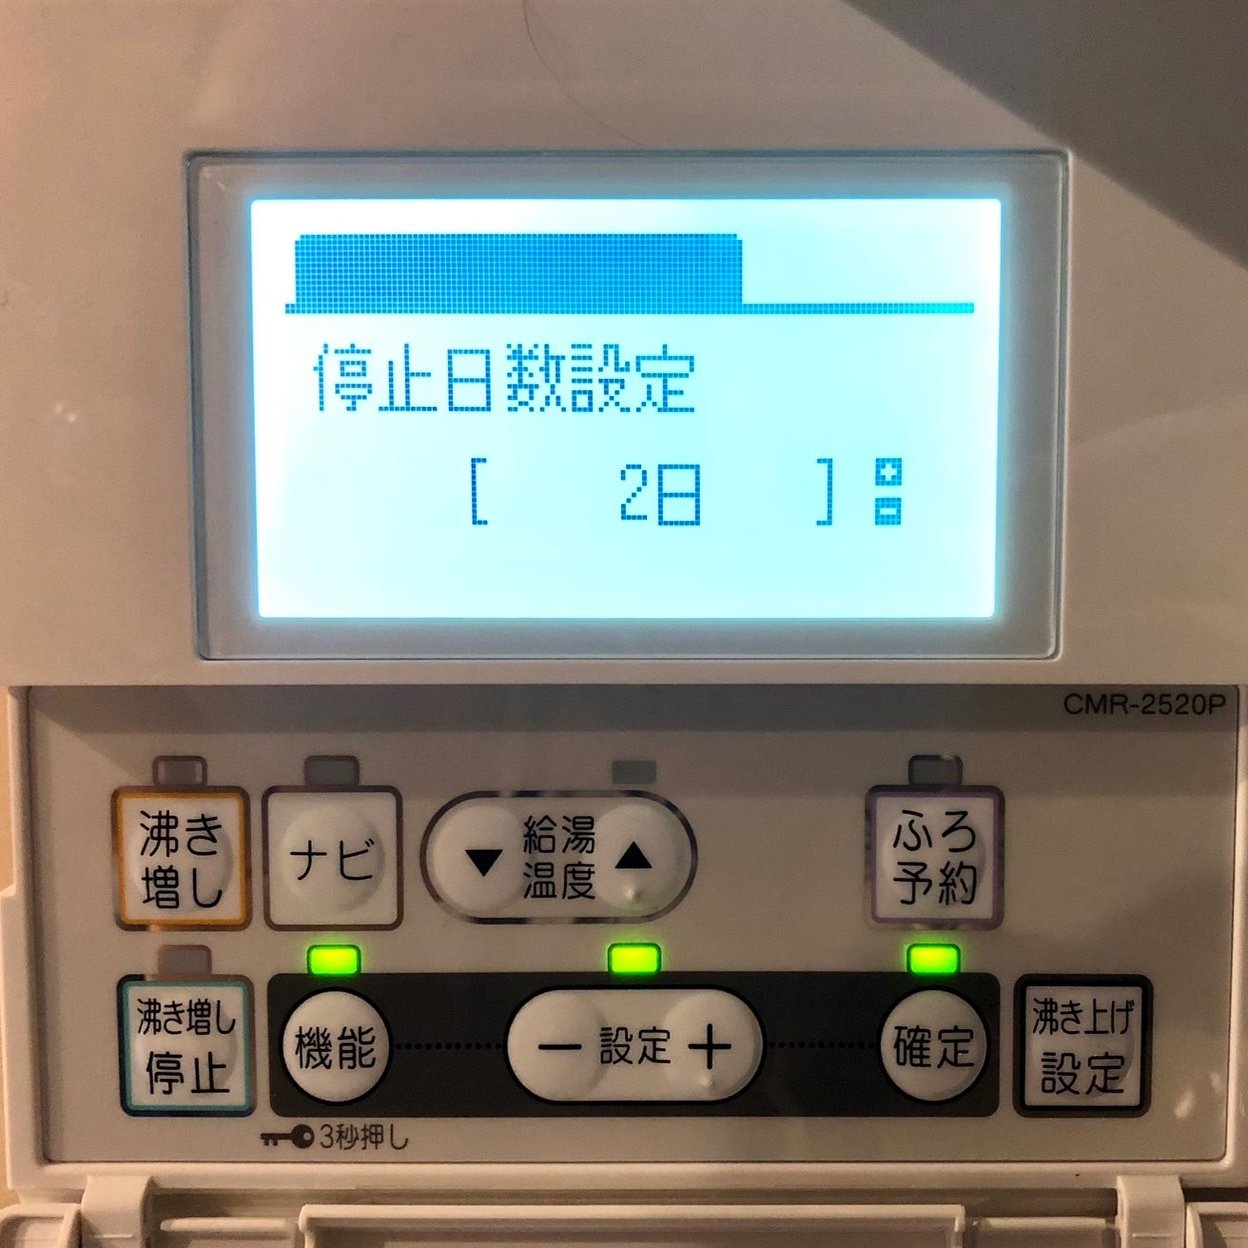 停止日数設定
[ 2日 ]
CMR-2520P
沸き
増し
ナビ
▼ 給湯
温度 ▲
ふろ
予約
沸き増し
停止
機能
− 設定 +
確定
沸き上げ
設定
3秒押し